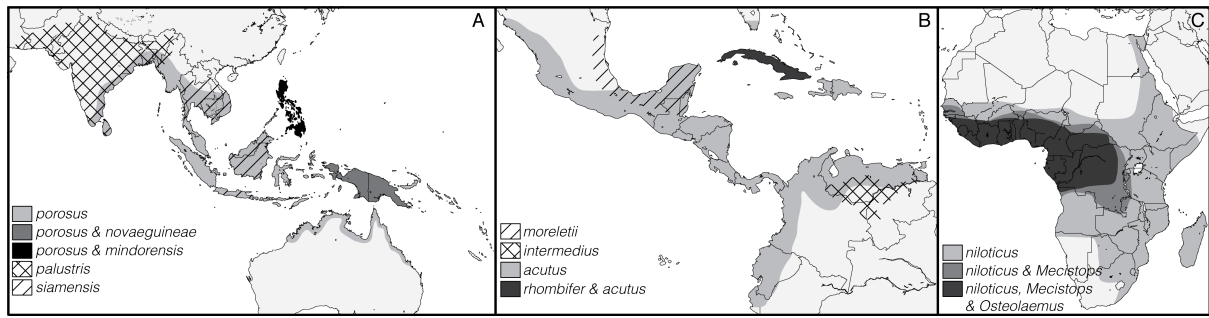 A
porosus
porosus & novaeguineae
porosus & mindorensis
palustris
siamensis
B
moreletii
intermedius
acutus
rhombifer & acutus
C
niloticus
niloticus & Mecistops
niloticus, Mecistops
& Osteolaemus